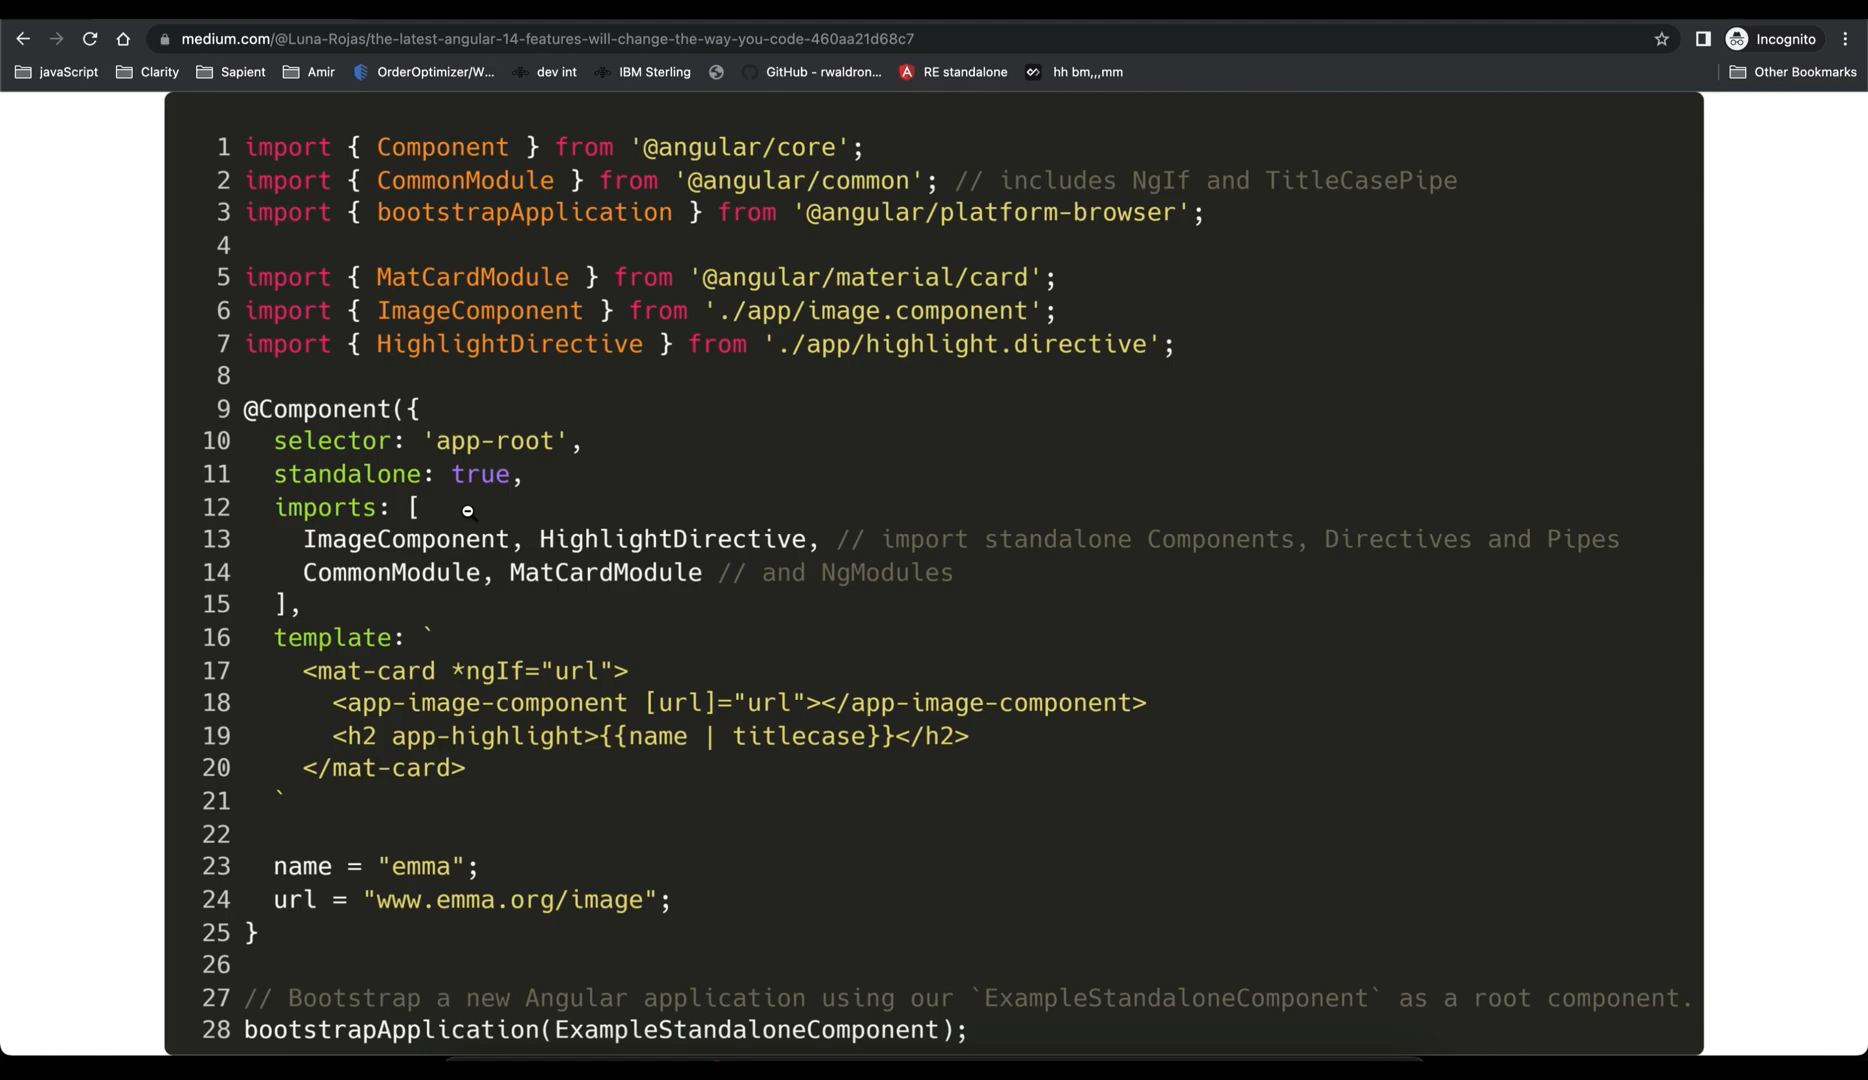 medium.com/@Luna-Rojas/the-latest-angular-14-features-will-change-the-way-you-code-460aa21d68c7
Incognito
javaScript Clarity Sapient Amir OrderOptimizer/W... dev int IBM Sterling GitHub - rwaldron... RE standalone hh bm,,,mm Other Bookmarks
1 import { Component } from '@angular/core';
2 import { CommonModule } from '@angular/common'; // includes NgIf and TitleCasePipe
3 import { bootstrapApplication } from '@angular/platform-browser';
4
5 import { MatCardModule } from '@angular/material/card';
6 import { ImageComponent } from './app/image.component';
7 import { HighlightDirective } from './app/highlight.directive';
8
9 @Component({
10 selector: 'app-root',
11 standalone: true,
12 imports: [
13 ImageComponent, HighlightDirective, // import standalone Components, Directives and Pipes
14 CommonModule, MatCardModule // and NgModules
15 ],
16 template: `
17 <mat-card *ngIf="url">
18 <app-image-component [url]="url"></app-image-component>
19 <h2 app-highlight>{{name | titlecase}}</h2>
20 </mat-card>
21 `
22
23 name = "emma";
24 url = "www.emma.org/image";
25 }
26
27 // Bootstrap a new Angular application using our `ExampleStandaloneComponent` as a root component.
28 bootstrapApplication(ExampleStandaloneComponent);